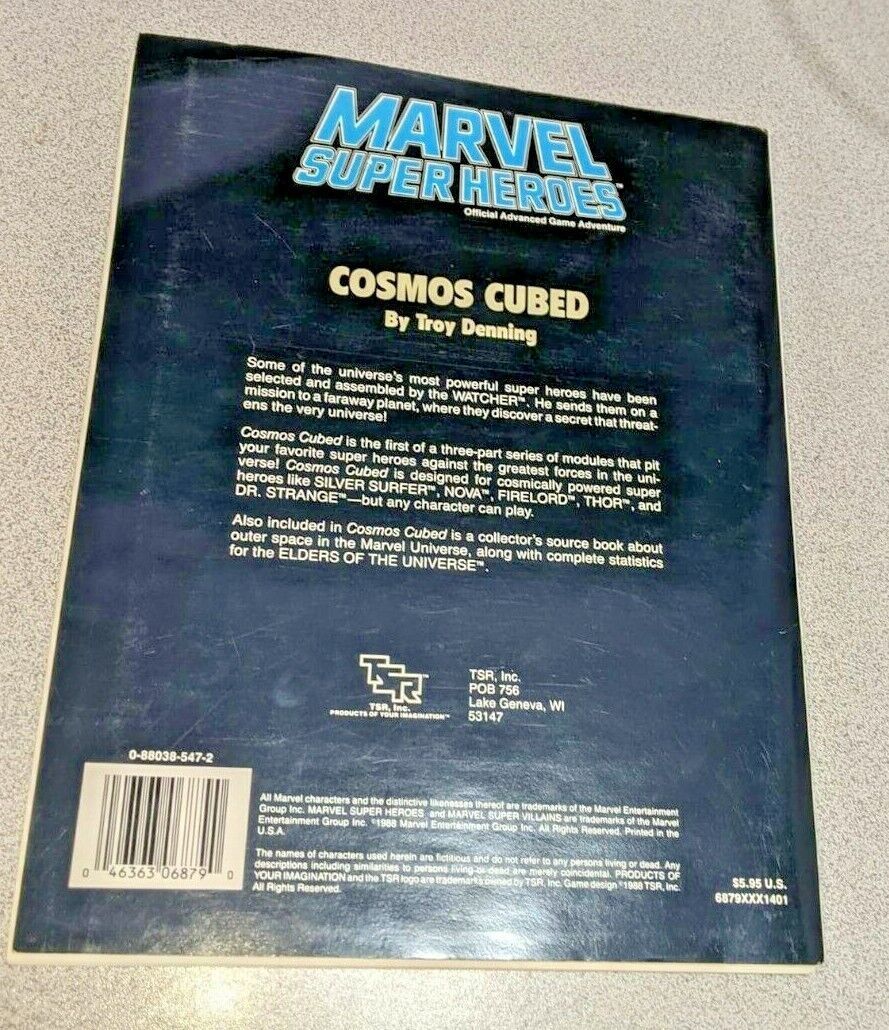 MARVEL
SUPER HEROES™
Official Advanced Game Adventure
COSMOS CUBED
By Troy Denning
Some of the universe's most powerful super heroes have been
selected and assembled by the WATCHER™. He sends them on a
mission to a faraway planet, where they discover a secret that threat-
ens the very universe!
Cosmos Cubed is the first of a three-part series of modules that pit
your favorite super heroes against the greatest forces in the uni-
verse! Cosmos Cubed is designed for cosmically powered super
heroes like SILVER SURFER™, NOVA™, FIRELORD™, THOR™, and
DR. STRANGE™—but any character can play.
Also included in Cosmos Cubed is a collector's source book about
outer space in the Marvel Universe, along with complete statistics
for the ELDERS OF THE UNIVERSE™.
TSR™
TSR, Inc.
PRODUCTS OF YOUR IMAGINATION™
TSR, Inc.
POB 756
Lake Geneva, WI
53147
0-88038-547-2
0 46363 06879 0
All Marvel characters and the distinctive likenesses thereof are trademarks of the Marvel Entertainment
Group Inc. MARVEL SUPER HEROES and MARVEL SUPER VILLAINS are trademarks of the Marvel
Entertainment Group Inc. ©1988 Marvel Entertainment Group Inc. All Rights Reserved. Printed in the
U.S.A.
The names of characters used herein are fictitious and do not refer to any persons living or dead. Any
descriptions including similarities to persons living or dead are merely coincidental. PRODUCTS OF
YOUR IMAGINATION and the TSR logo are trademarks owned by TSR, Inc. Game design ©1988 TSR, Inc.
All Rights Reserved.
$5.95 U.S.
6879XXX1401